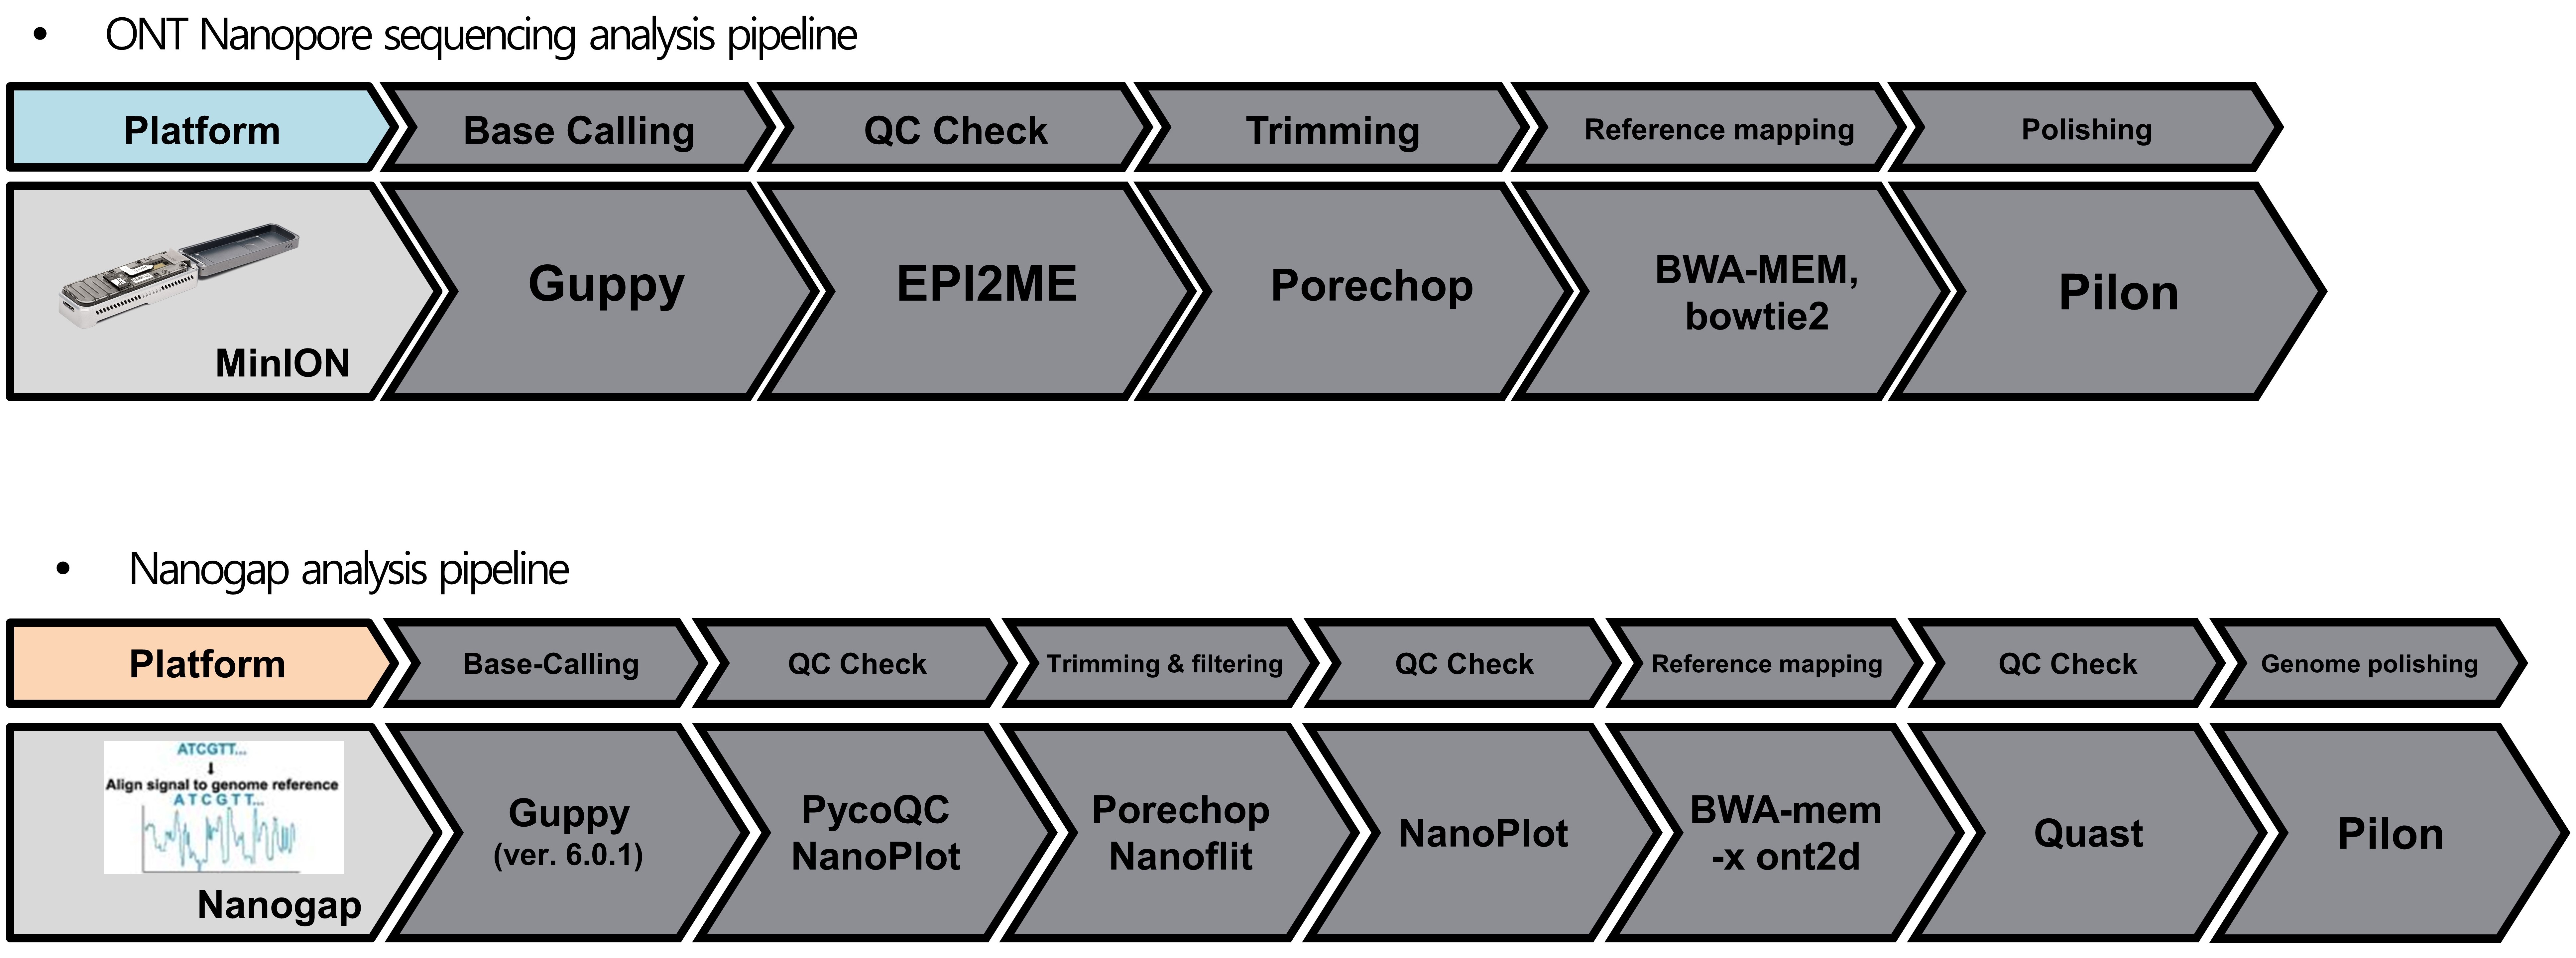 • ONT Nanopore sequencing analysis pipeline
Platform
Base Calling
QC Check
Trimming
Reference mapping
Polishing
MinION
Guppy
EPI2ME
Porechop
BWA-MEM,
bowtie2
Pilon
• Nanogap analysis pipeline
Platform
Base-Calling
QC Check
Trimming & filtering
QC Check
Reference mapping
QC Check
Genome polishing
ATCGTT...
Align signal to genome reference
ATCGTT...
Nanogap
Guppy
(ver. 6.0.1)
PycoQC
NanoPlot
Porechop
Nanoflit
NanoPlot
BWA-mem
-x ont2d
Quast
Pilon